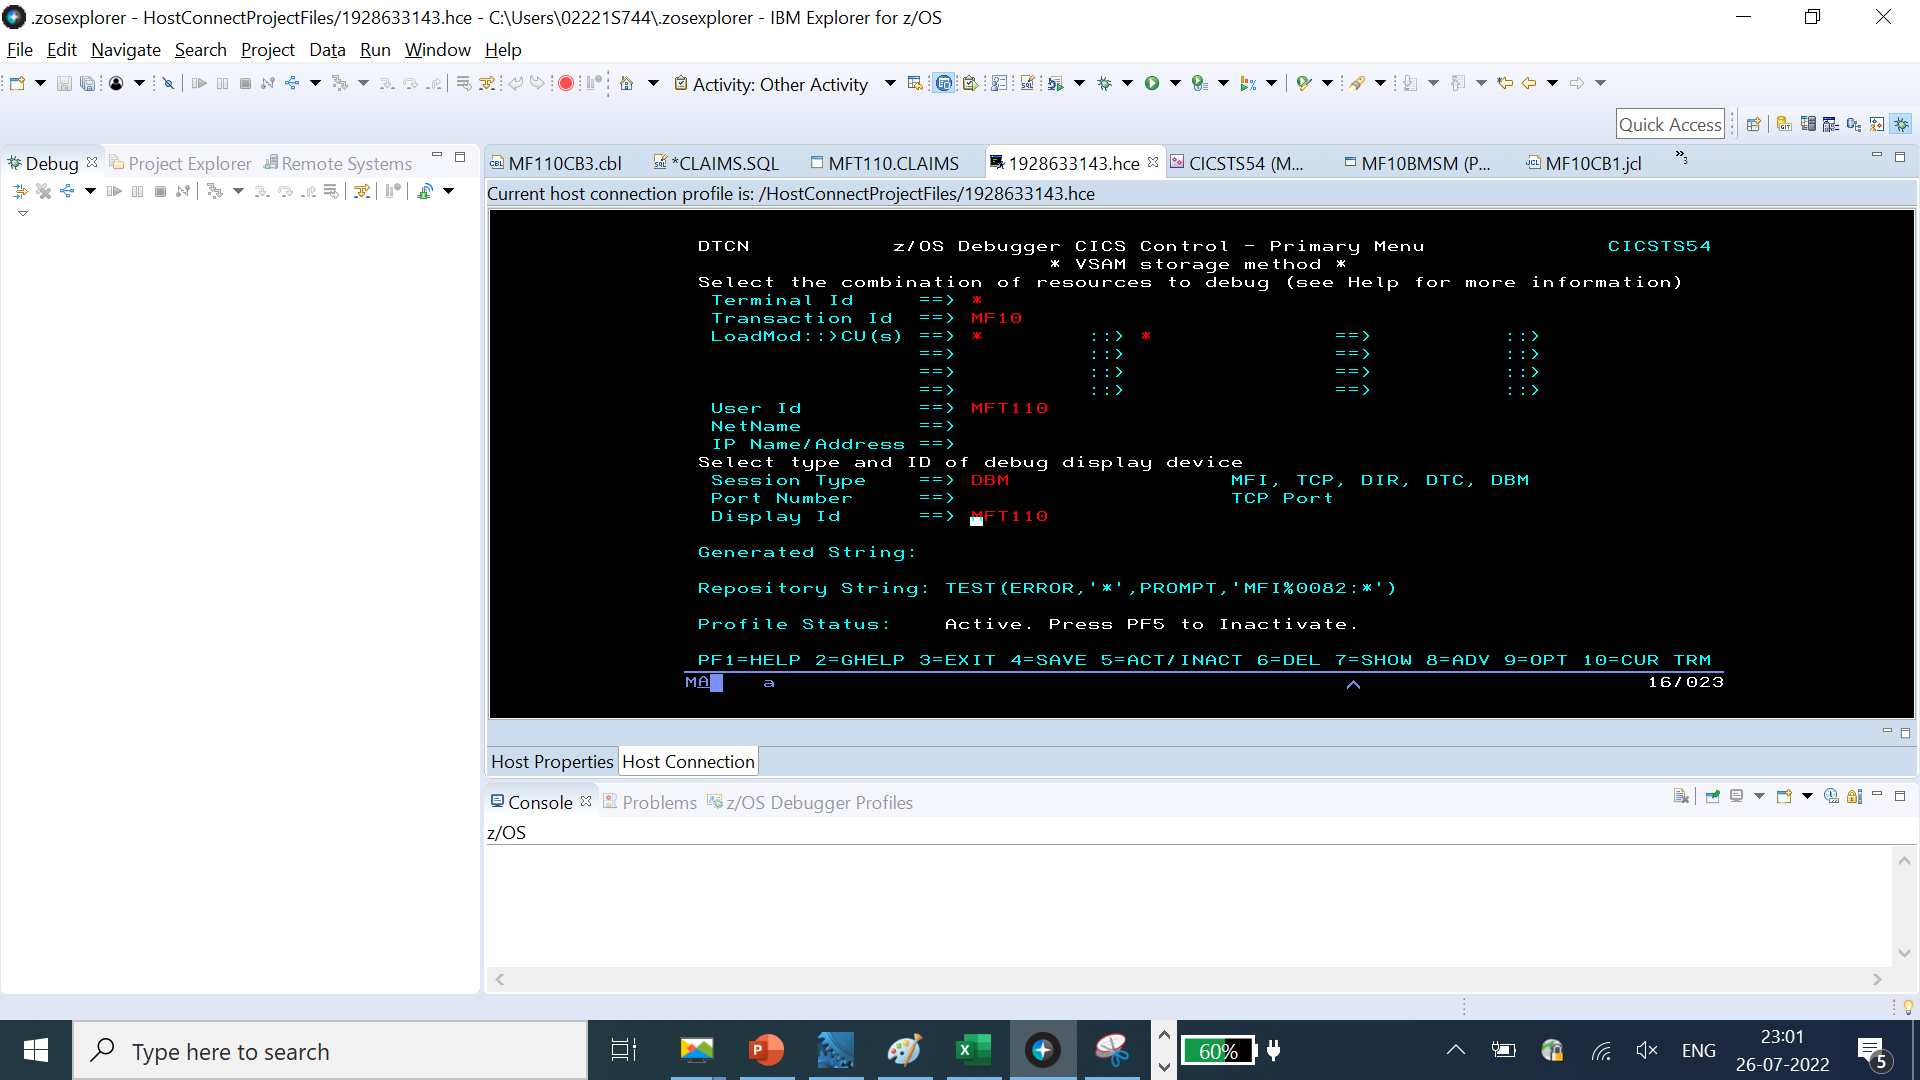 .zosexplorer - HostConnectProjectFiles/1928633143.hce - C:\Users\02221S744\.zosexplorer - IBM Explorer for z/OS
File Edit Navigate Search Project Data Run Window Help
Activity: Other Activity
Quick Access
Debug Project Explorer Remote Systems
MF110CB3.cbl *CLAIMS.SQL MFT110.CLAIMS 1928633143.hce CICSTS54 (M... MF10BMSM (P... MF10CB1.jcl »3
Current host connection profile is: /HostConnectProjectFiles/1928633143.hce
DTCN z/OS Debugger CICS Control - Primary Menu CICSTS54
* VSAM storage method *
Select the combination of resources to debug (see Help for more information)
Terminal Id ==> *
Transaction Id ==> MF10
LoadMod::>CU(s) ==> * ::> * ==> ::>
==> ::> ==> ::>
==> ::> ==> ::>
==> ::> ==> ::>
User Id ==> MFT110
NetName ==>
IP Name/Address ==>
Select type and ID of debug display device
Session Type ==> DBM MFI, TCP, DIR, DTC, DBM
Port Number ==> TCP Port
Display Id ==> MFT110
Generated String:
Repository String: TEST(ERROR,'*',PROMPT,'MFI%0082:*')
Profile Status: Active. Press PF5 to Inactivate.
PF1=HELP 2=GHELP 3=EXIT 4=SAVE 5=ACT/INACT 6=DEL 7=SHOW 8=ADV 9=OPT 10=CUR TRM
MA a 16/023
Host Properties Host Connection
Console Problems z/OS Debugger Profiles
z/OS
Type here to search
60%
ENG
23:01
26-07-2022
5